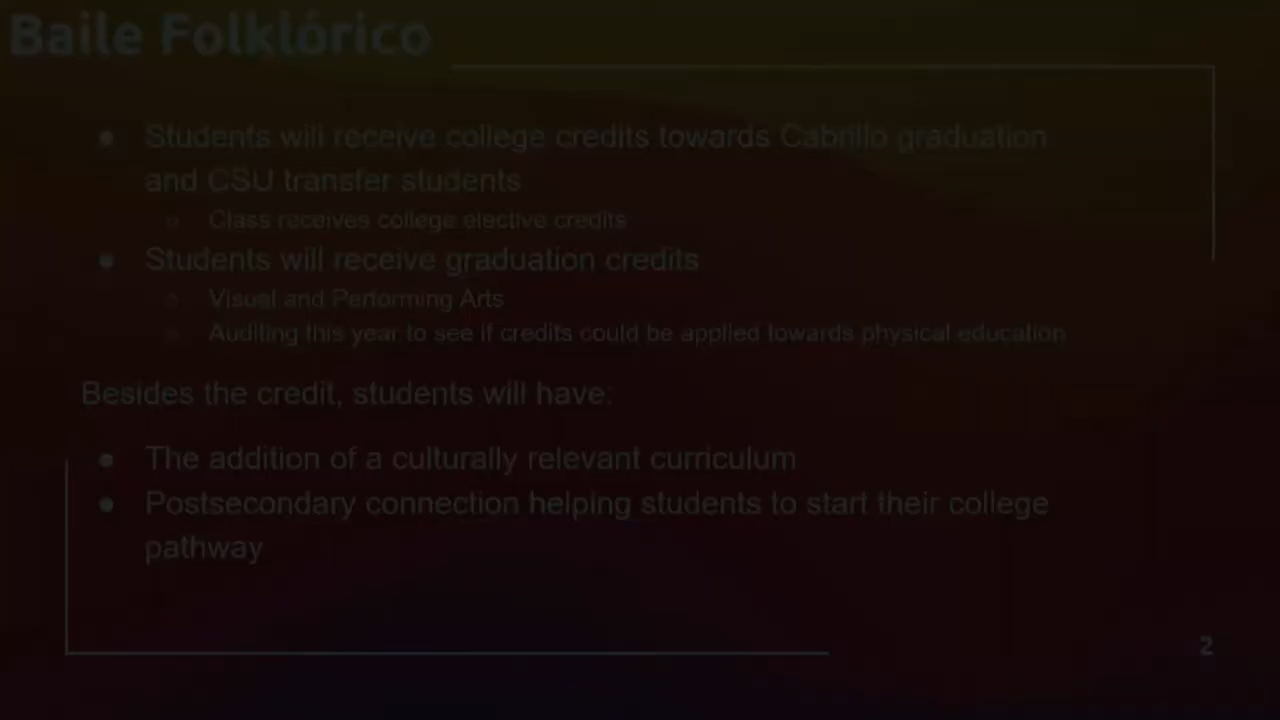 Baile Folklórico
● Students will receive college credits towards Cabrillo graduation
and CSU transfer students
○ Class receives college elective credits
● Students will receive graduation credits
○ Visual and Performing Arts
○ Auditing this year to see if credits could be applied towards physical education
Besides the credit, students will have:
● The addition of a culturally relevant curriculum
● Postsecondary connection helping students to start their college
pathway
2